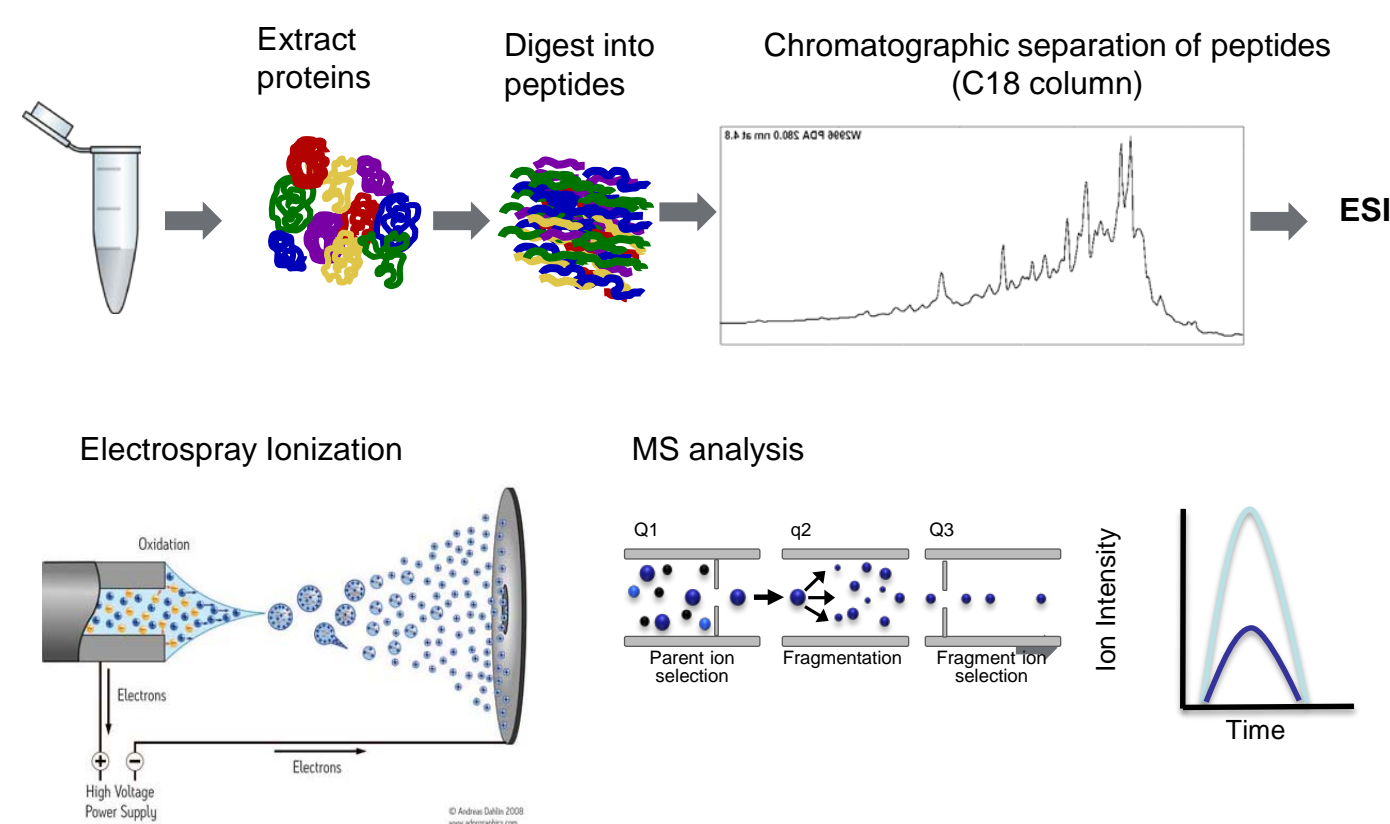 Extract
proteins
Digest into
peptides
Chromatographic separation of peptides
(C18 column)
W2996 PDA 280.0 nm at 4.8
ESI
Electrospray Ionization
MS analysis
Oxidation
Electrons
+
−
Electrons
High Voltage
Power Supply
© Andreas Dahlin 2008
Q1
q2
Q3
Parent ion
selection
Fragmentation
Fragment ion
selection
Ion Intensity
Time